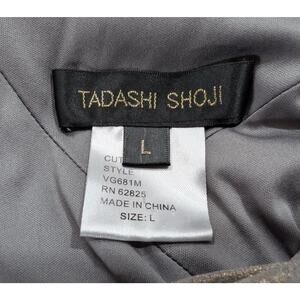 TADASHI SHOJI
L
CUT
STYLE
VG681M
RN 62825
MADE IN CHINA
SIZE: L